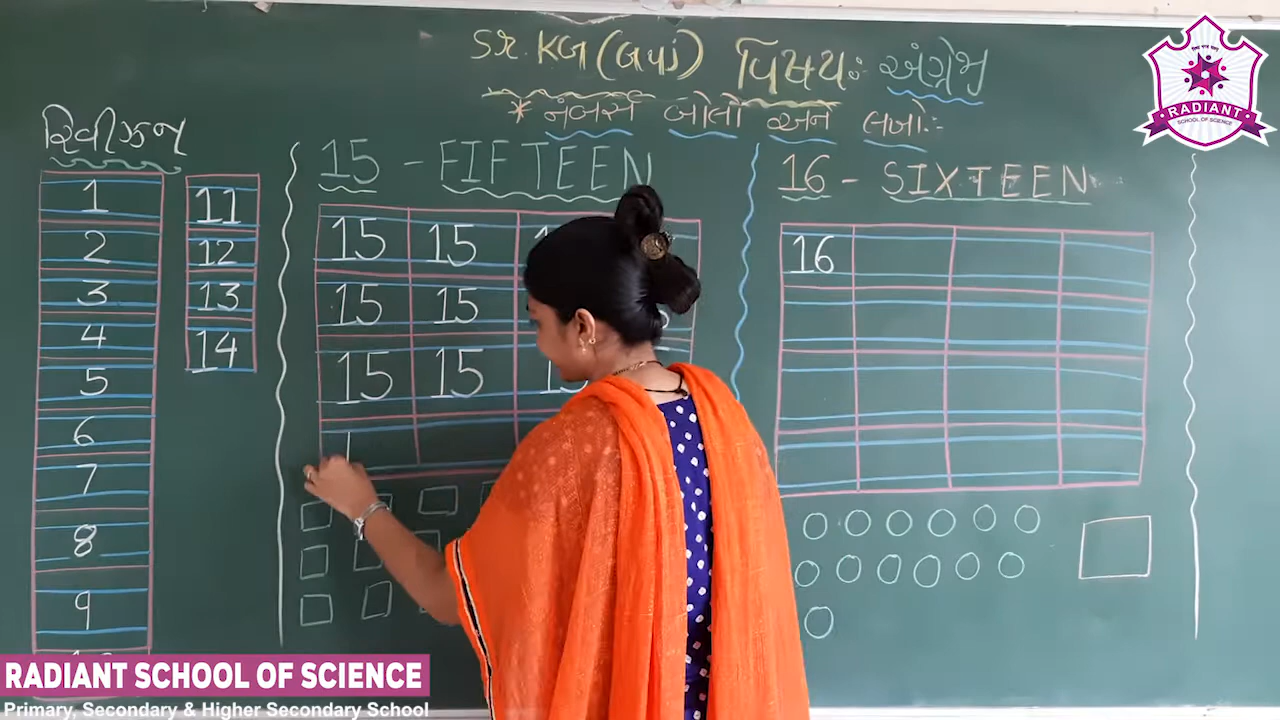 Sr. KG (Guj) વિષય: અંગ્રેજી
* નંબર્સ બોલો અને લખો:-
રિવીઝન
1
2
3
4
5
6
7
8
9
11
12
13
14
15 - FIFTEEN
15 15
15 15
15 15
16 - SIXTEEN
16
RADIANT
SCHOOL OF SCIENCE
RADIANT SCHOOL OF SCIENCE
Primary, Secondary & Higher Secondary School